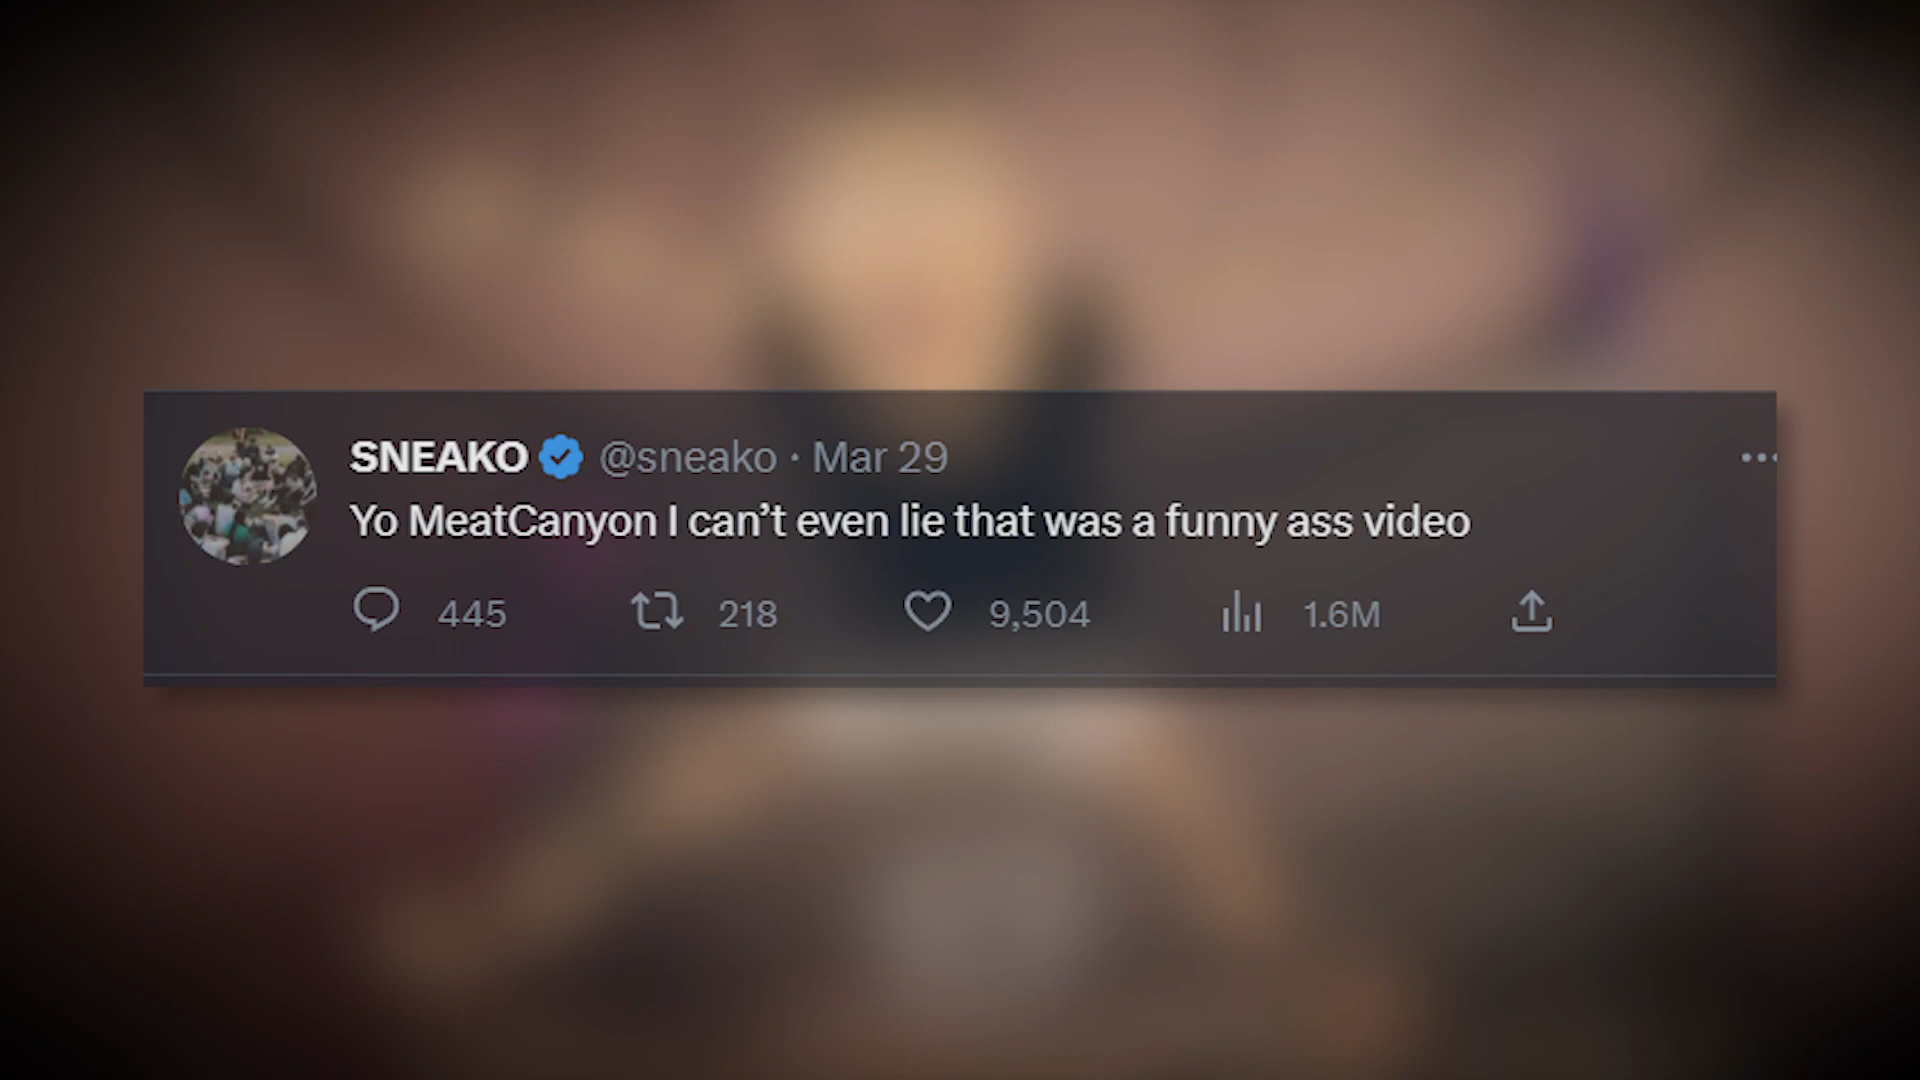 SNEAKO @sneako · Mar 29
Yo MeatCanyon I can’t even lie that was a funny ass video
445 218 9,504 1.6M